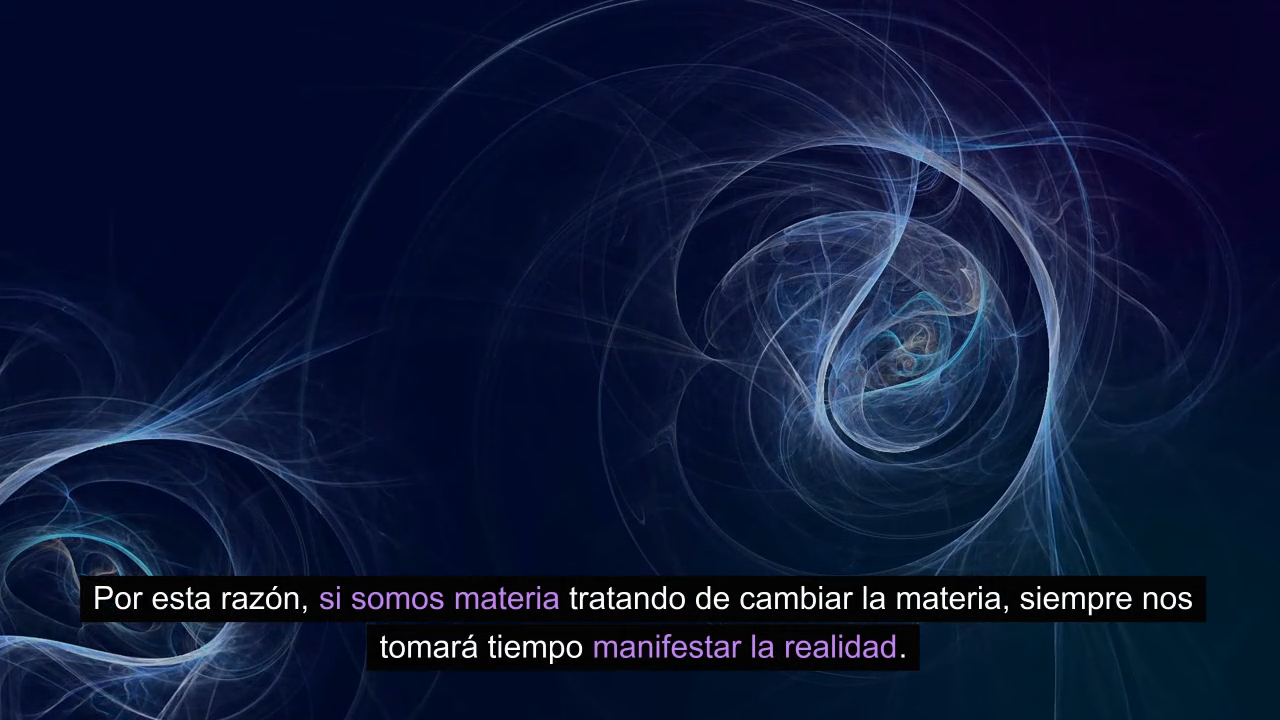 Por esta razón, si somos materia tratando de cambiar la materia, siempre nos
tomará tiempo manifestar la realidad.